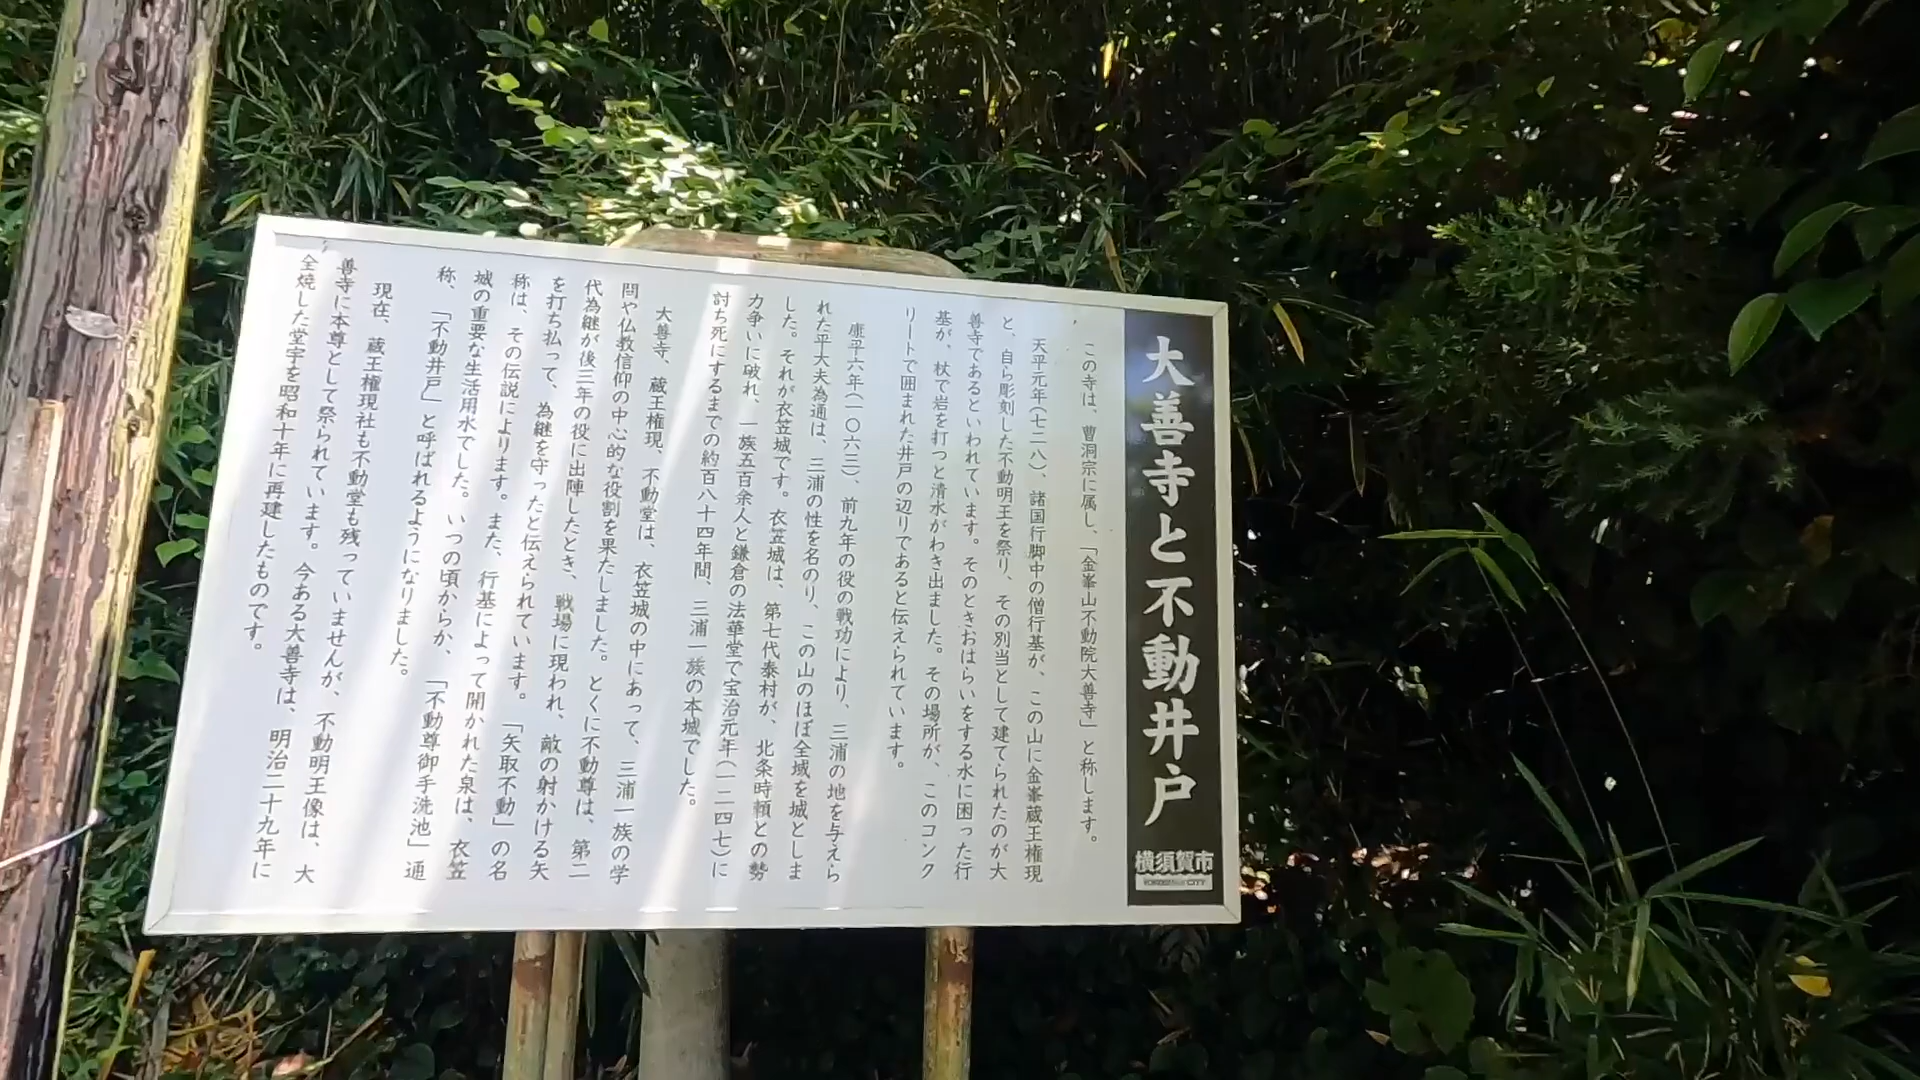 大善寺と不動井戸
横須賀市
YOKOSUKA CITY
この寺は、曹洞宗に属し、「金峯山不動院大善寺」と称します。
天平元年(七二八)、諸国行脚中の僧行基が、この山に金峯蔵王権現
と、自ら彫刻した不動明王を祭り、その別当として建てられたのが大
善寺であるといわれています。そのときおはらいをする水に困った行
基が、杖で岩を打つと清水がわき出ました。その場所が、このコンク
リートで囲まれた井戸の辺りであると伝えられています。
康平六年(一〇六三)、前九年の役の戦功により、三浦の地を与えら
れた平大夫為通は、三浦の性を名のり、この山のほぼ全域を城としま
した。それが衣笠城です。衣笠城は、第七代泰村が、北条時頼との勢
力争いに破れ、一族五百余人と鎌倉の法華堂で宝治元年(一二四七)に
討ち死にするまでの約百八十四年間、三浦一族の本城でした。
大善寺、蔵王権現、不動堂は、衣笠城の中にあって、三浦一族の学
問や仏教信仰の中心的な役割を果たしました。とくに不動尊は、第二
代為継が後三年の役に出陣したとき、戦場に現われ、敵の射かける矢
を打ち払って、為継を守ったと伝えられています。「矢取不動」の名
称は、その伝説によります。また、行基によって開かれた泉は、衣笠
城の重要な生活用水でした。いつの頃からか、「不動尊御手洗池」通
称、「不動井戸」と呼ばれるようになりました。
現在、蔵王権現社も不動堂も残っていませんが、不動明王像は、大
善寺に本尊として祭られています。今ある大善寺は、明治二十九年に
全焼した堂宇を昭和十年に再建したものです。